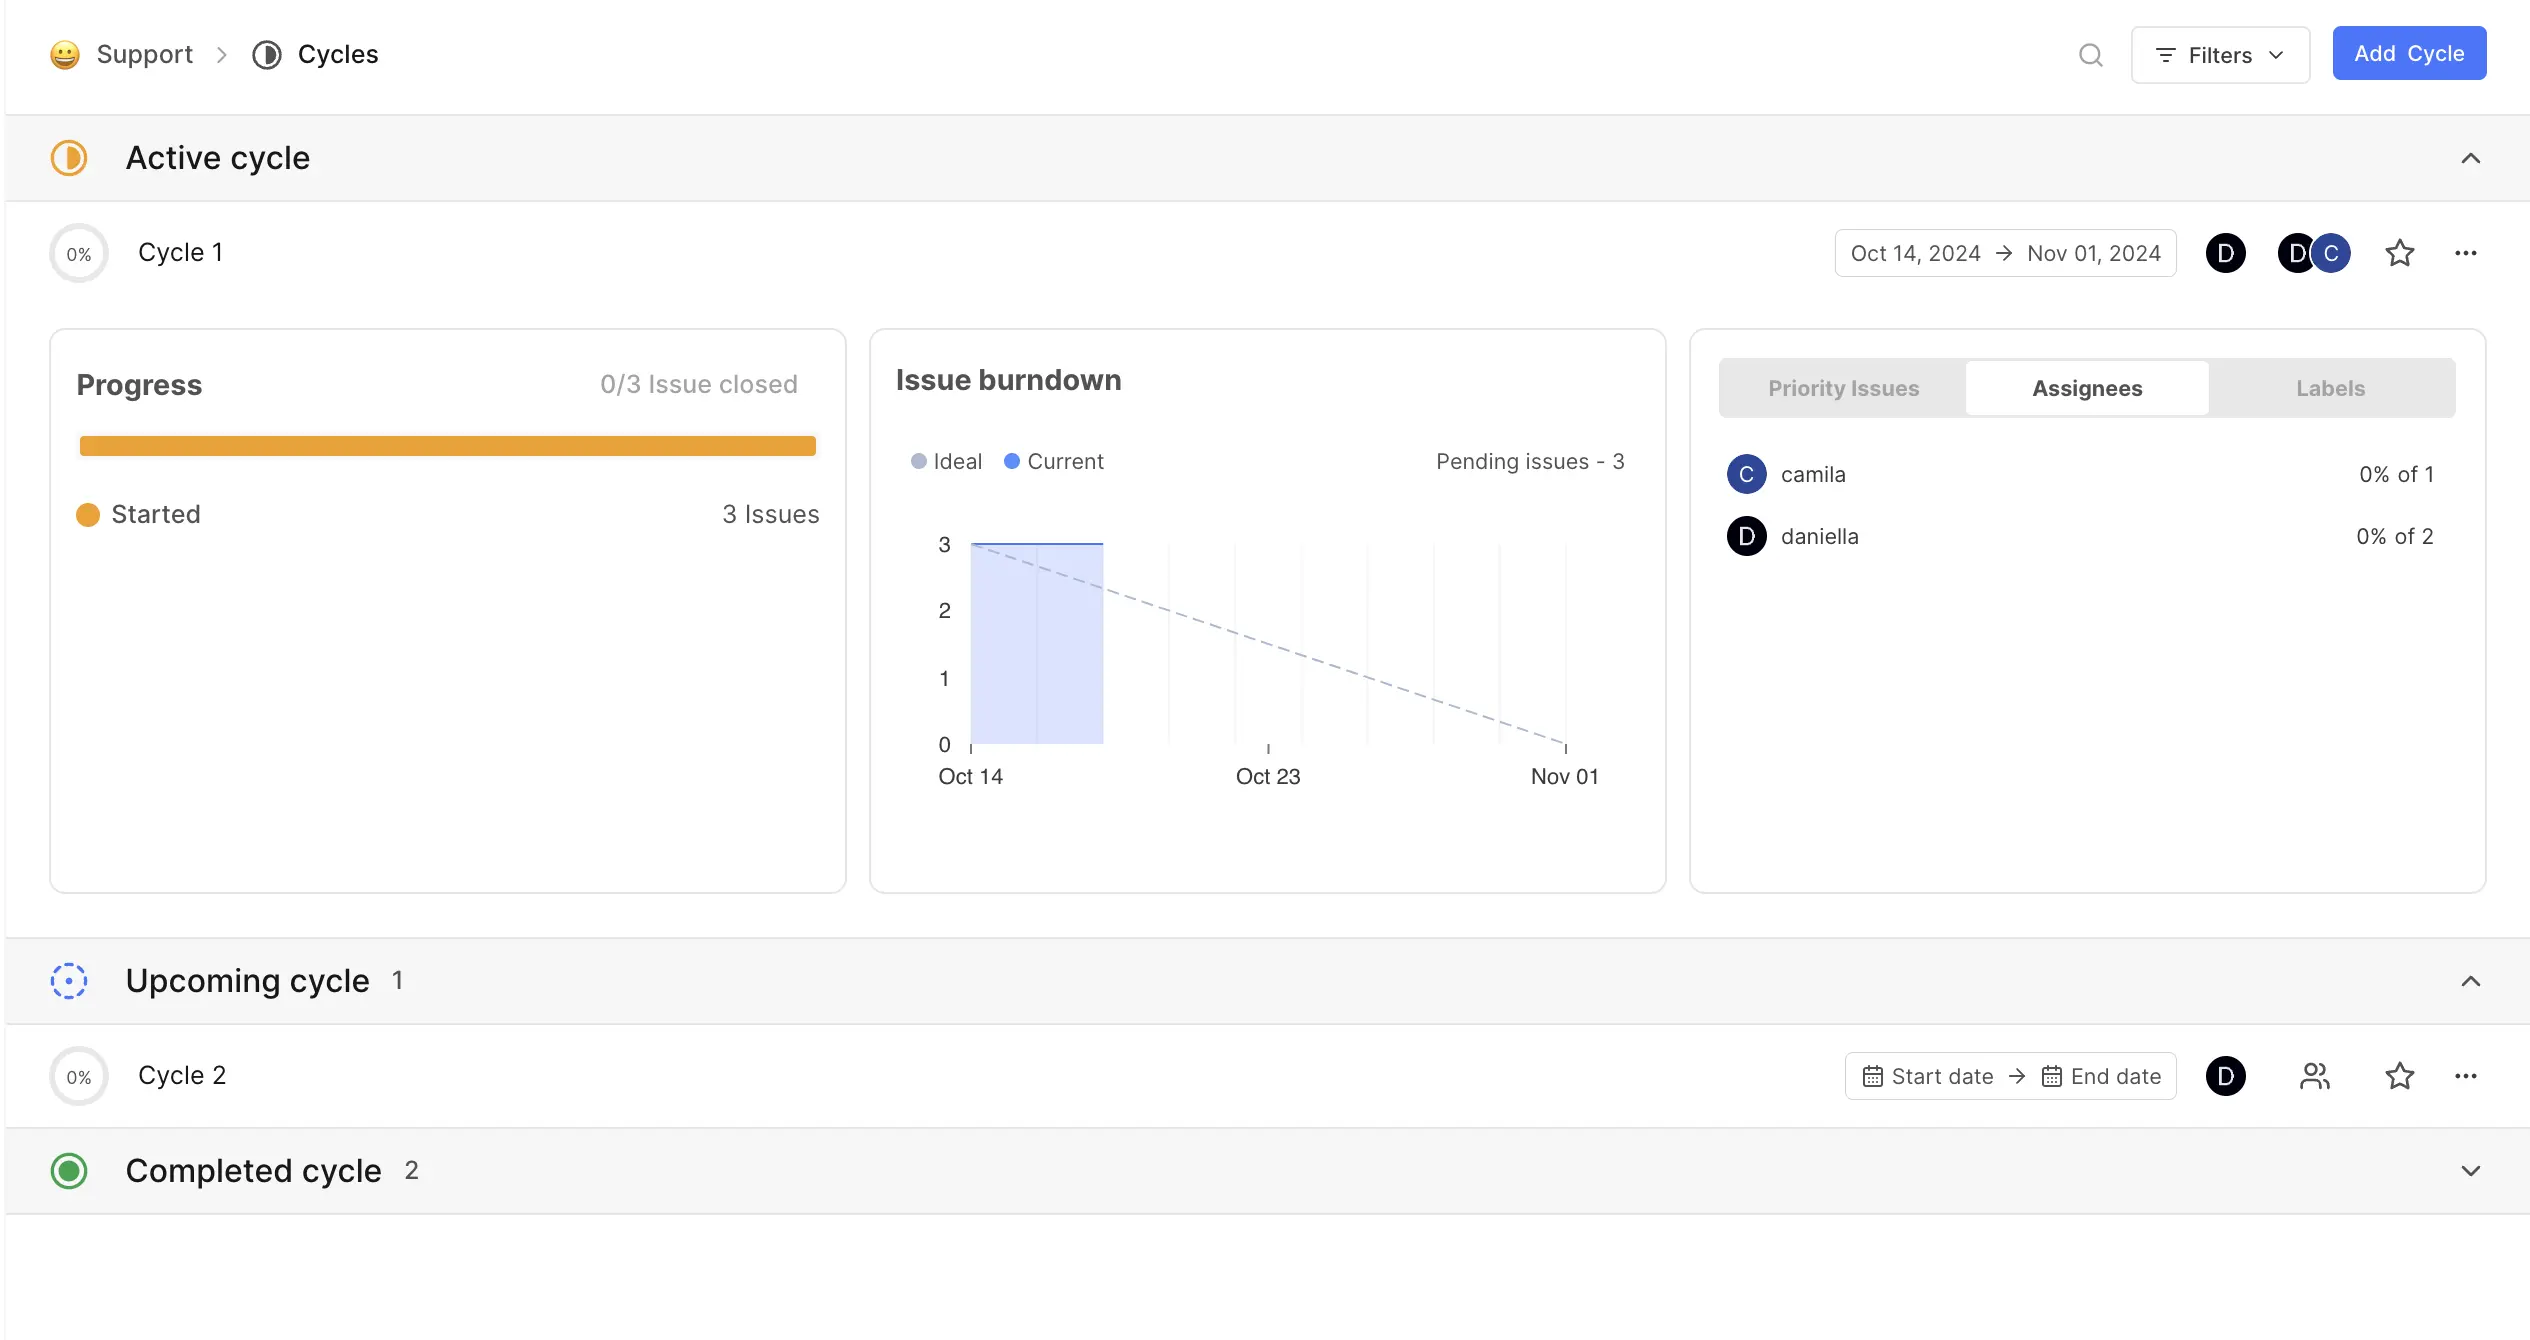 Support > Cycles
Filters
Add Cycle
Active cycle
0%
Cycle 1
Oct 14, 2024 → Nov 01, 2024
D
D C
Progress
0/3 Issue closed
Started
3 Issues
Issue burndown
Ideal
Current
Pending issues - 3
3
2
1
0
Oct 14
Oct 23
Nov 01
Priority Issues
Assignees
Labels
C camila
0% of 1
D daniella
0% of 2
Upcoming cycle 1
0%
Cycle 2
Start date → End date
D
Completed cycle 2